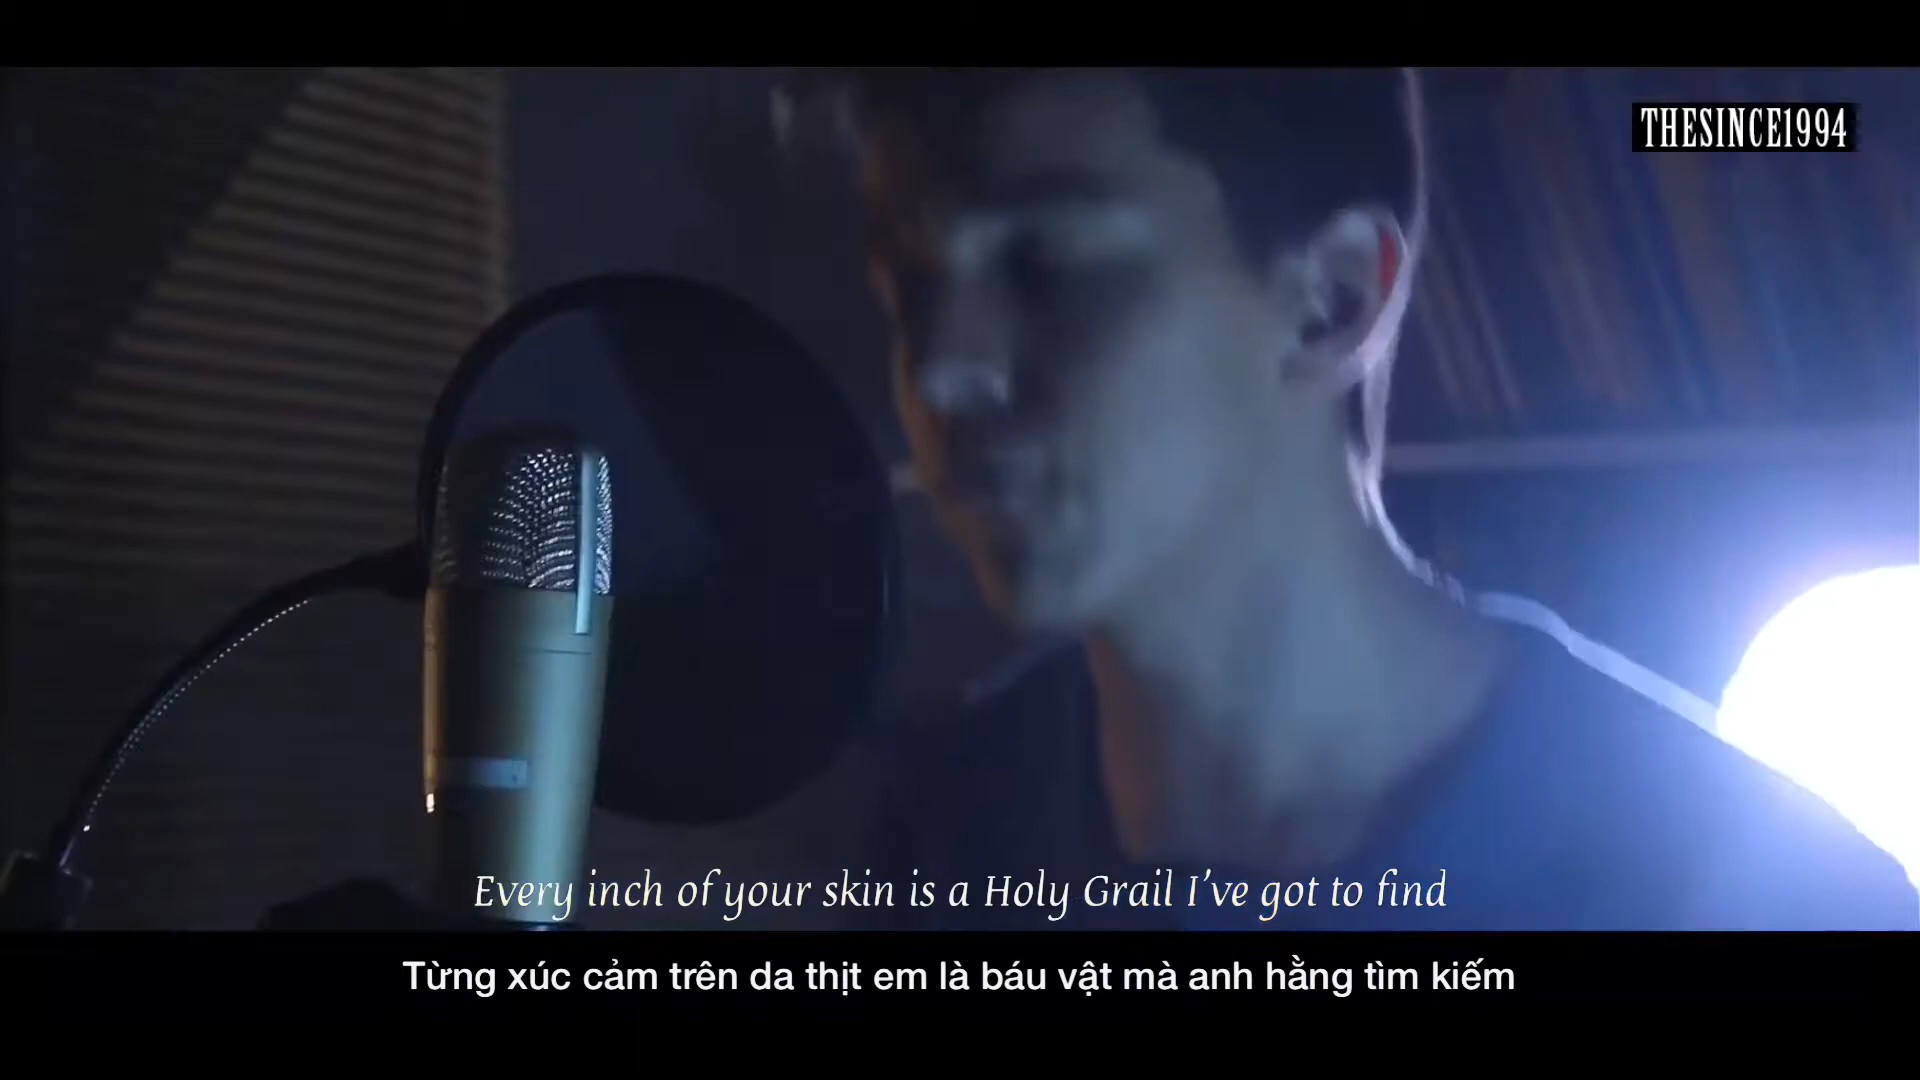 THESINCE1994
Every inch of your skin is a Holy Grail I've got to find
Từng xúc cảm trên da thịt em là báu vật mà anh hằng tìm kiếm